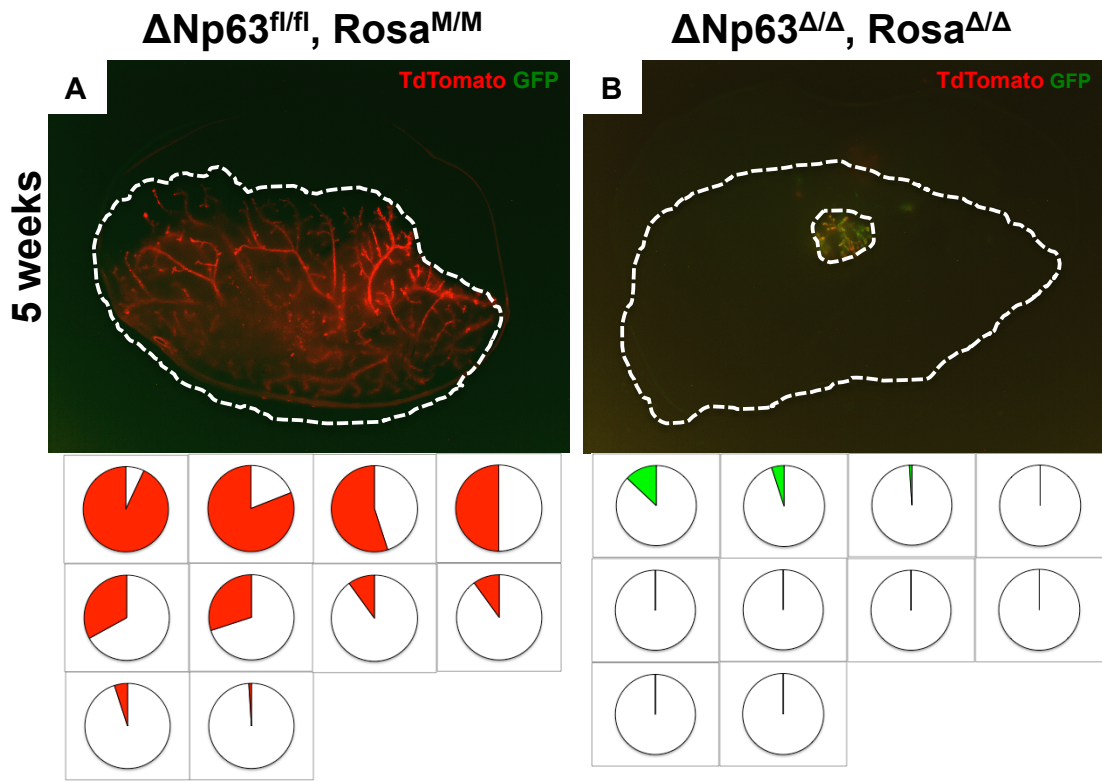 ΔNp63fl/fl, RosaM/M
ΔNp63Δ/Δ, RosaΔ/Δ
5 weeks
A
TdTomato GFP
B
TdTomato GFP